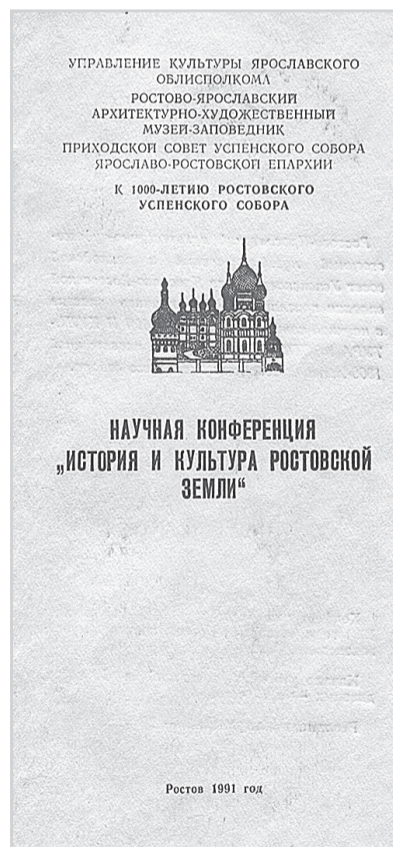 УПРАВЛЕНИЕ КУЛЬТУРЫ ЯРОСЛАВСКОГО
ОБЛИСПОЛКОМА
РОСТОВО-ЯРОСЛАВСКИЙ
АРХИТЕКТУРНО-ХУДОЖЕСТВЕННЫЙ
МУЗЕЙ-ЗАПОВЕДНИК
ПРИХОДСКОЙ СОВЕТ УСПЕНСКОГО СОБОРА
ЯРОСЛАВО-РОСТОВСКОЙ ЕПАРХИИ
К 1000-ЛЕТИЮ РОСТОВСКОГО
УСПЕНСКОГО СОБОРА
НАУЧНАЯ КОНФЕРЕНЦИЯ
„ИСТОРИЯ И КУЛЬТУРА РОСТОВСКОЙ
ЗЕМЛИ“
Ростов 1991 год